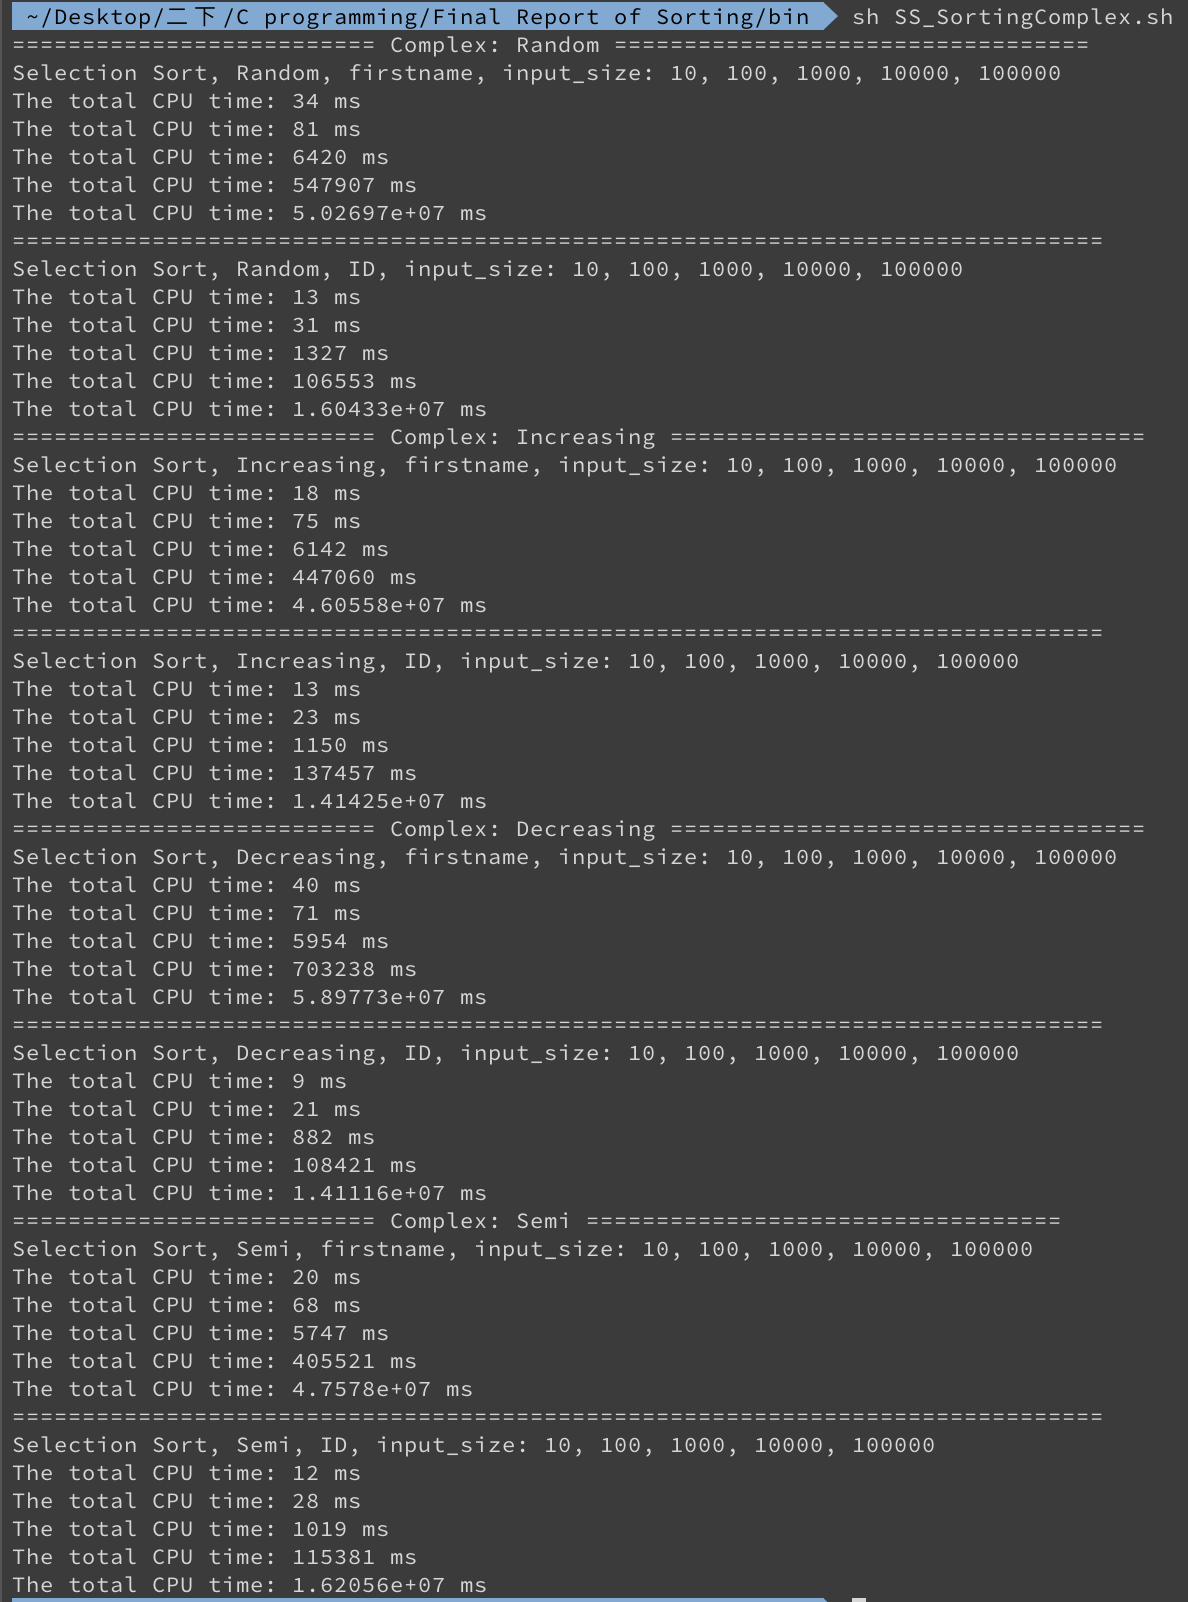 ~/Desktop/二下/C programming/Final Report of Sorting/bin sh SS_SortingComplex.sh
========================== Complex: Random ==================================
Selection Sort, Random, firstname, input_size: 10, 100, 1000, 10000, 100000
The total CPU time: 34 ms
The total CPU time: 81 ms
The total CPU time: 6420 ms
The total CPU time: 547907 ms
The total CPU time: 5.02697e+07 ms
==============================================================================
Selection Sort, Random, ID, input_size: 10, 100, 1000, 10000, 100000
The total CPU time: 13 ms
The total CPU time: 31 ms
The total CPU time: 1327 ms
The total CPU time: 106553 ms
The total CPU time: 1.60433e+07 ms
========================== Complex: Increasing ==================================
Selection Sort, Increasing, firstname, input_size: 10, 100, 1000, 10000, 100000
The total CPU time: 18 ms
The total CPU time: 75 ms
The total CPU time: 6142 ms
The total CPU time: 447060 ms
The total CPU time: 4.60558e+07 ms
==============================================================================
Selection Sort, Increasing, ID, input_size: 10, 100, 1000, 10000, 100000
The total CPU time: 13 ms
The total CPU time: 23 ms
The total CPU time: 1150 ms
The total CPU time: 137457 ms
The total CPU time: 1.41425e+07 ms
========================== Complex: Decreasing ==================================
Selection Sort, Decreasing, firstname, input_size: 10, 100, 1000, 10000, 100000
The total CPU time: 40 ms
The total CPU time: 71 ms
The total CPU time: 5954 ms
The total CPU time: 703238 ms
The total CPU time: 5.89773e+07 ms
==============================================================================
Selection Sort, Decreasing, ID, input_size: 10, 100, 1000, 10000, 100000
The total CPU time: 9 ms
The total CPU time: 21 ms
The total CPU time: 882 ms
The total CPU time: 108421 ms
The total CPU time: 1.41116e+07 ms
========================== Complex: Semi ==================================
Selection Sort, Semi, firstname, input_size: 10, 100, 1000, 10000, 100000
The total CPU time: 20 ms
The total CPU time: 68 ms
The total CPU time: 5747 ms
The total CPU time: 405521 ms
The total CPU time: 4.7578e+07 ms
==============================================================================
Selection Sort, Semi, ID, input_size: 10, 100, 1000, 10000, 100000
The total CPU time: 12 ms
The total CPU time: 28 ms
The total CPU time: 1019 ms
The total CPU time: 115381 ms
The total CPU time: 1.62056e+07 ms